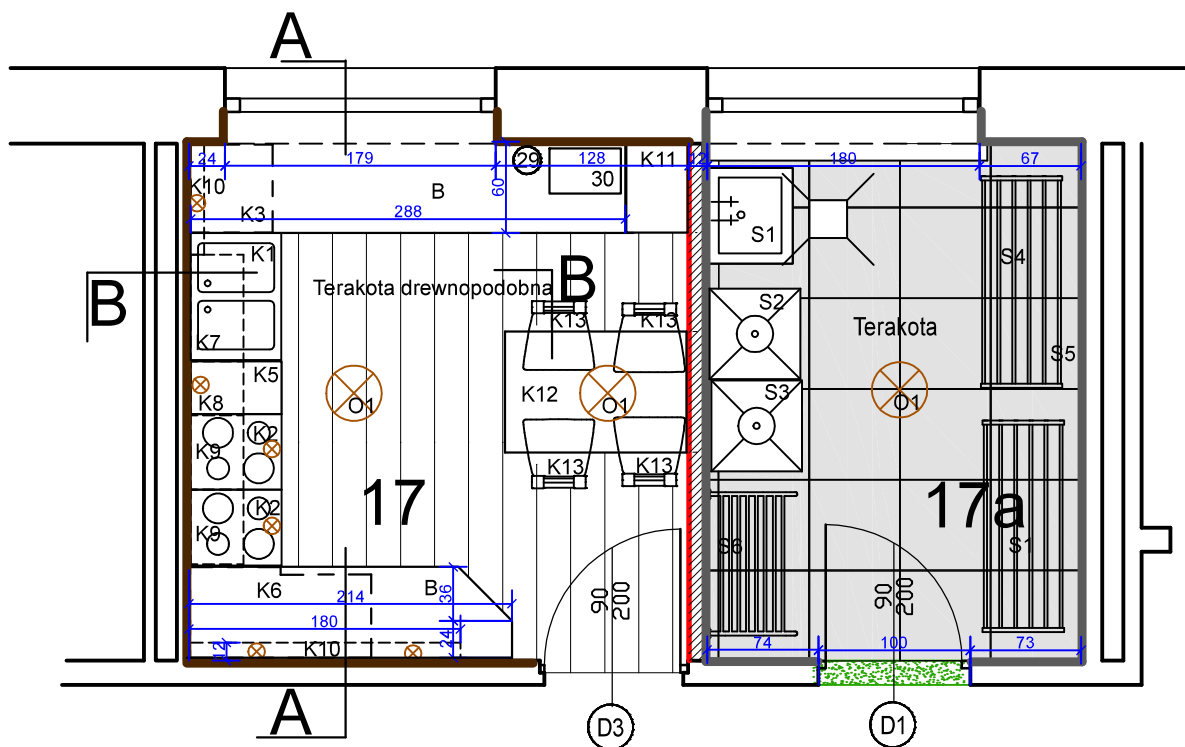 A
24
179
29
128
K11
12
180
67
K10
B
60
30
K3
288
S1
K1
S4
B
Terakota drewnopodobna
B
S2
K13
K13
Terakota
K7
S5
K5
K8
O1
K12
O1
S3
O1
K2
K9
K13
K13
17
17a
K2
K9
S6
S1
K6
B
36
90
200
90
200
214
180
24
12
K10
74
100
73
A
D3
D1